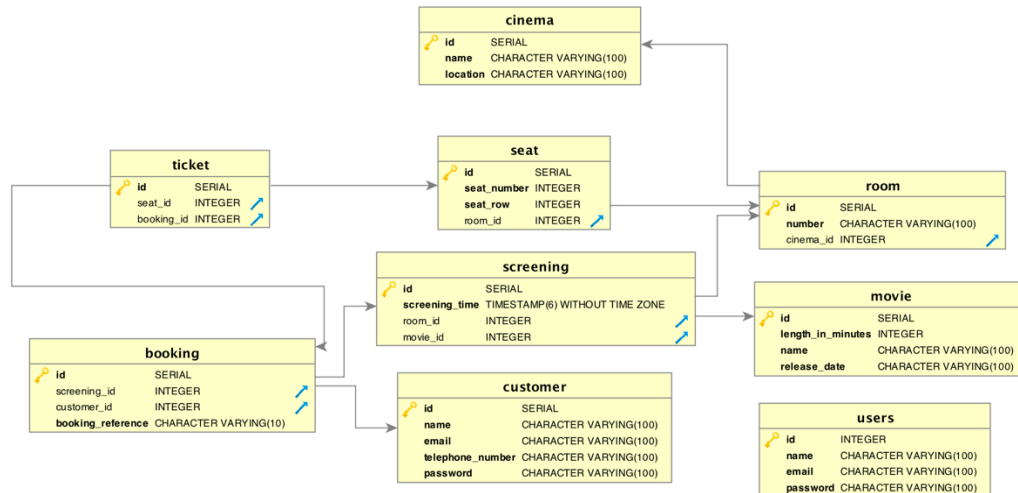 cinema
id SERIAL
name CHARACTER VARYING(100)
location CHARACTER VARYING(100)
ticket
id SERIAL
seat_id INTEGER
booking_id INTEGER
seat
id SERIAL
seat_number INTEGER
seat_row INTEGER
room_id INTEGER
room
id SERIAL
number CHARACTER VARYING(100)
cinema_id INTEGER
screening
id SERIAL
screening_time TIMESTAMP(6) WITHOUT TIME ZONE
room_id INTEGER
movie_id INTEGER
movie
id SERIAL
length_in_minutes INTEGER
name CHARACTER VARYING(100)
release_date CHARACTER VARYING(100)
booking
id SERIAL
screening_id INTEGER
customer_id INTEGER
booking_reference CHARACTER VARYING(10)
customer
id SERIAL
name CHARACTER VARYING(100)
email CHARACTER VARYING(100)
telephone_number CHARACTER VARYING(100)
password CHARACTER VARYING(100)
users
id INTEGER
name CHARACTER VARYING(100)
email CHARACTER VARYING(100)
password CHARACTER VARYING(100)